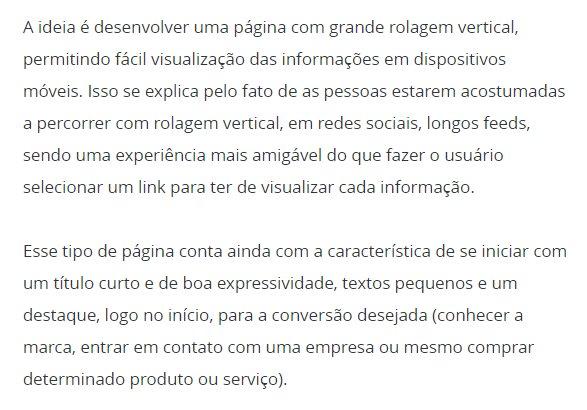 A ideia é desenvolver uma página com grande rolagem vertical,
permitindo fácil visualização das informações em dispositivos
móveis. Isso se explica pelo fato de as pessoas estarem acostumadas
a percorrer com rolagem vertical, em redes sociais, longos feeds,
sendo uma experiência mais amigável do que fazer o usuário
selecionar um link para ter de visualizar cada informação.
Esse tipo de página conta ainda com a característica de se iniciar com
um título curto e de boa expressividade, textos pequenos e um
destaque, logo no início, para a conversão desejada (conhecer a
marca, entrar em contato com uma empresa ou mesmo comprar
determinado produto ou serviço).